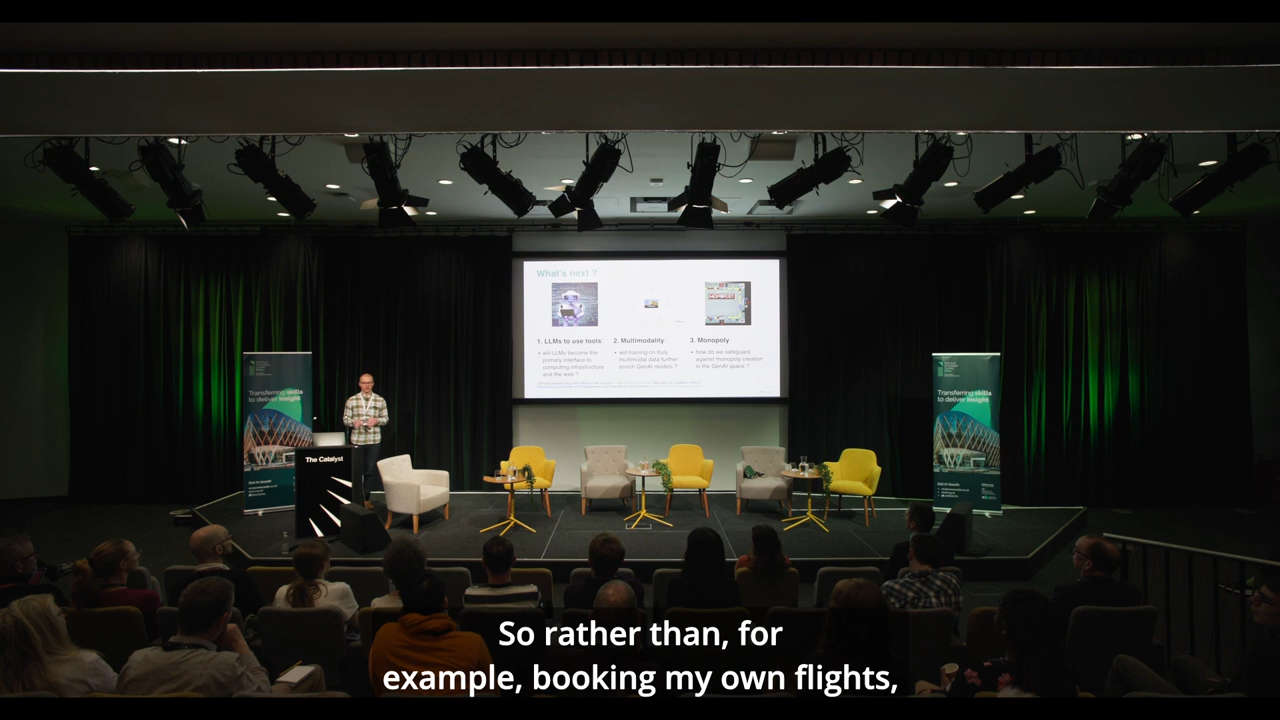 What's next ?
1. LLMs to use tools:
• will LLMs become the
primary interface to
computing infrastructure
and the web ?
2. Multimodality:
• will training on truly
multimodal data further
enrich GenAI models ?
3. Monopoly:
• how do we safeguard
against monopoly creation
in the GenAI space ?
Transferring skills
to deliver insight
The Catalyst
Transferring skills
to deliver insight
So rather than, for
example, booking my own flights,